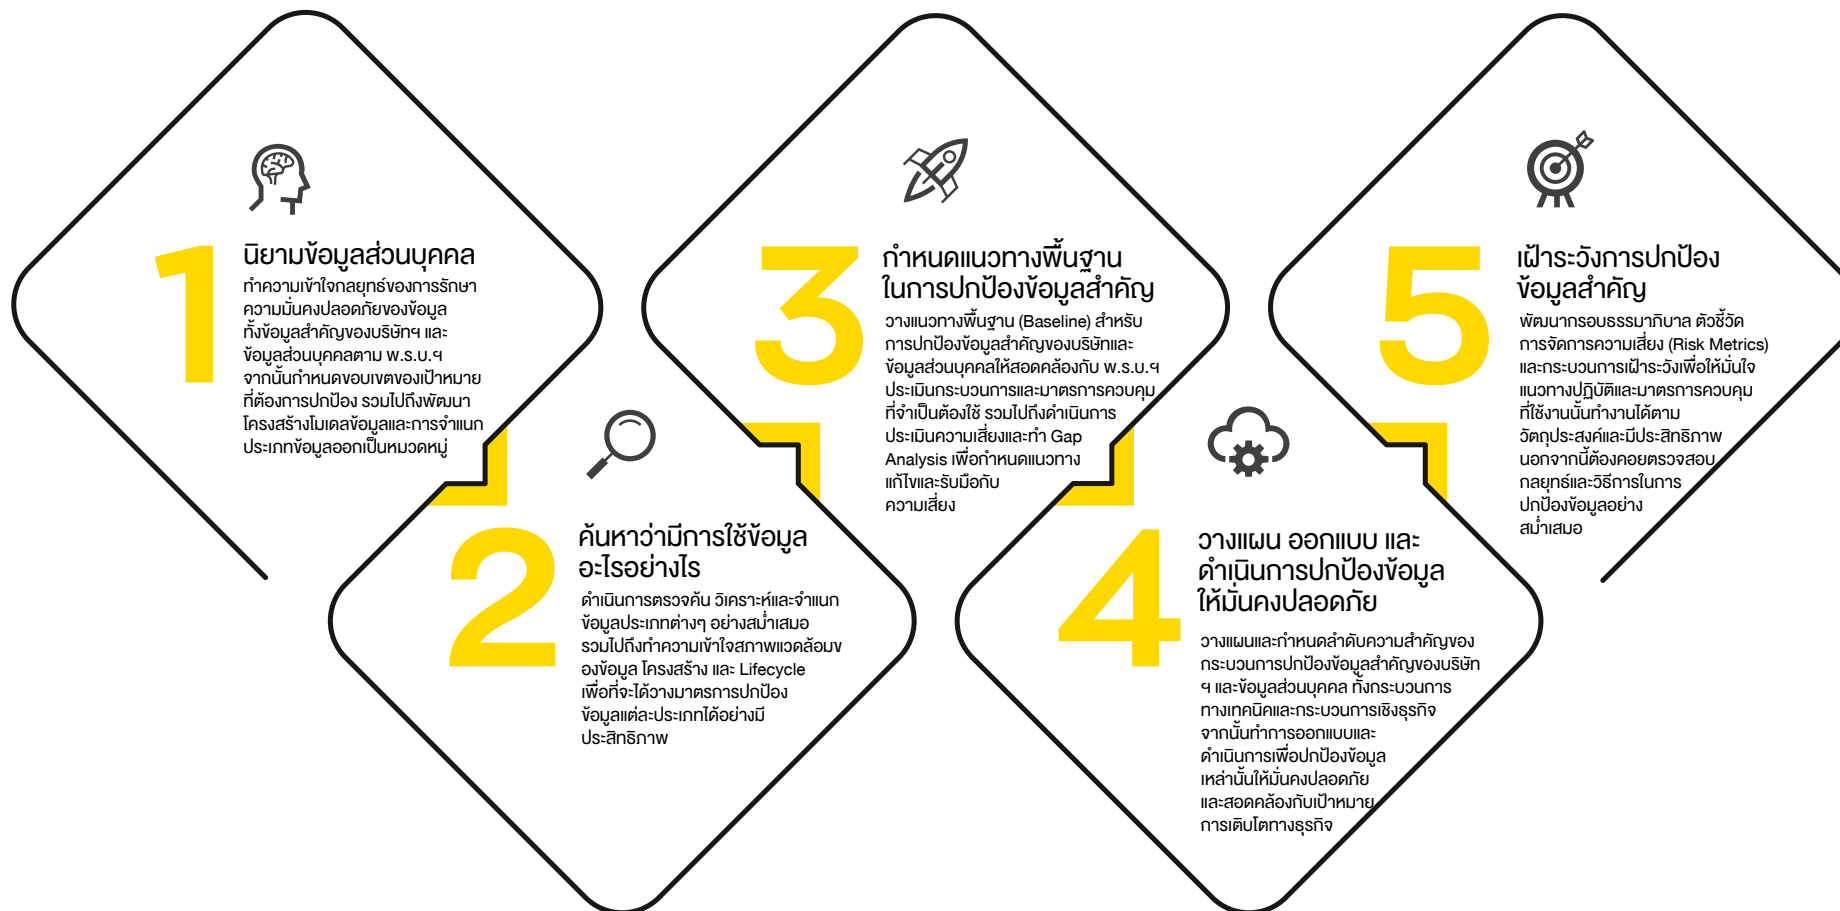 1
นิยามข้อมูลส่วนบุคคล
ทำความเข้าใจกลยุทธ์ของการรักษา
ความมั่นคงปลอดภัยของข้อมูล
ทั้งข้อมูลสำคัญของบริษัทฯ และ
ข้อมูลส่วนบุคคลตาม พ.ร.บ.ฯ
จากนั้นกำหนดขอบเขตของเป้าหมาย
ที่ต้องการปกป้อง รวมไปถึงพัฒนา
โครงสร้างโมเดลข้อมูลและการจำแนก
ประเภทข้อมูลออกเป็นหมวดหมู่
2
ค้นหาว่ามีการใช้ข้อมูล
อะไรอย่างไร
ดำเนินการตรวจค้น วิเคราะห์และจำแนก
ข้อมูลประเภทต่างๆ อย่างสม่ำเสมอ
รวมไปถึงทำความเข้าใจสภาพแวดล้อมข
องข้อมูล โครงสร้าง และ Lifecycle
เพื่อที่จะได้วางมาตรการปกป้อง
ข้อมูลแต่ละประเภทได้อย่างมี
ประสิทธิภาพ
3
กำหนดแนวทางพื้นฐาน
ในการปกป้องข้อมูลสำคัญ
วางแนวทางพื้นฐาน (Baseline) สำหรับ
การปกป้องข้อมูลสำคัญของบริษัทและ
ข้อมูลส่วนบุคคลให้สอดคล้องกับ พ.ร.บ.ฯ
ประเมินกระบวนการและมาตรการควบคุม
ที่จำเป็นต้องใช้ รวมไปถึงดำเนินการ
ประเมินความเสี่ยงและทำ Gap
Analysis เพื่อกำหนดแนวทาง
แก้ไขและรับมือกับ
ความเสี่ยง
4
วางแผน ออกแบบ และ
ดำเนินการปกป้องข้อมูล
ให้มั่นคงปลอดภัย
วางแผนและกำหนดลำดับความสำคัญของ
กระบวนการปกป้องข้อมูลสำคัญของบริษัท
ฯ และข้อมูลส่วนบุคคล ทั้งกระบวนการ
ทางเทคนิคและกระบวนการเชิงธุรกิจ
จากนั้นทำการออกแบบและ
ดำเนินการเพื่อปกป้องข้อมูล
เหล่านั้นให้มั่นคงปลอดภัย
และสอดคล้องกับเป้าหมาย
การเติบโตทางธุรกิจ
5
เฝ้าระวังการปกป้อง
ข้อมูลสำคัญ
พัฒนากรอบธรรมาภิบาล ตัวชี้วัด
การจัดการความเสี่ยง (Risk Metrics)
และกระบวนการเฝ้าระวังเพื่อให้มั่นใจ
แนวทางปฏิบัติและมาตรการควบคุม
ที่ใช้งานนั้นทำงานได้ตาม
วัตถุประสงค์และมีประสิทธิภาพ
นอกจากนี้ต้องคอยตรวจสอบ
กลยุทธ์และวิธีการในการ
ปกป้องข้อมูลอย่าง
สม่ำเสมอ